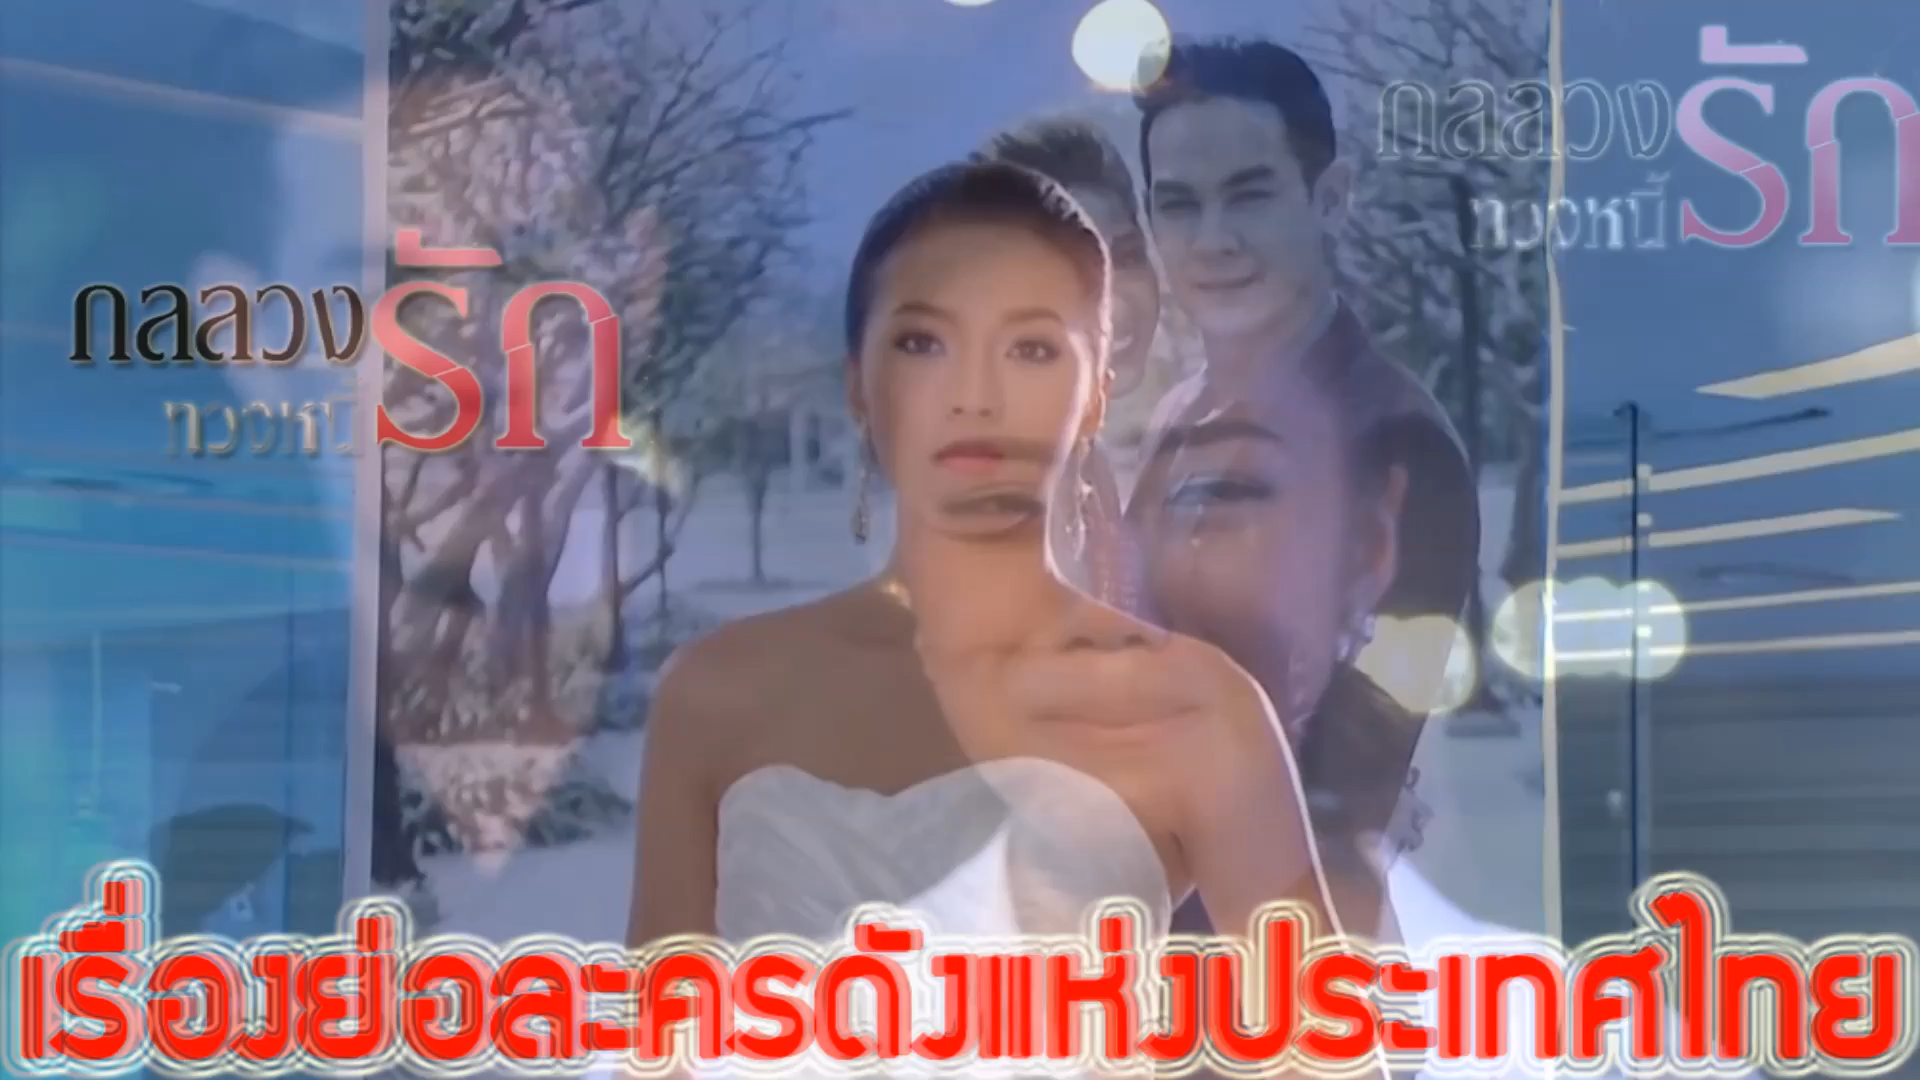 กลลวงรัก
ทวงหนี้
กลลวงรัก
ทวงหนี้
เรื่องย่อละครดังแห่งประเทศไทย